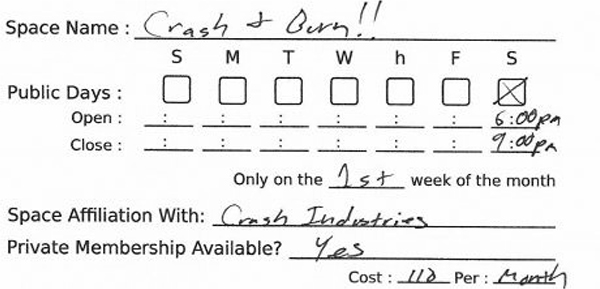 Space Name : Crash & Burn!!
S M T W h F S
Public Days : ☐ ☐ ☐ ☐ ☐ ☐ ☒
Open : : : : : : : 6:00pm
Close : : : : : : : 9:00pm
Only on the 1st week of the month
Space Affiliation With: Crash Industries
Private Membership Available? Yes
Cost : 110 Per : Month